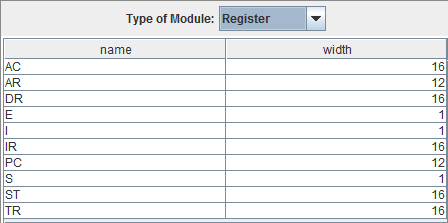 Type of Module: Register
name width
AC 16
AR 12
DR 16
E 1
I 1
IR 16
PC 12
S 1
ST 16
TR 16